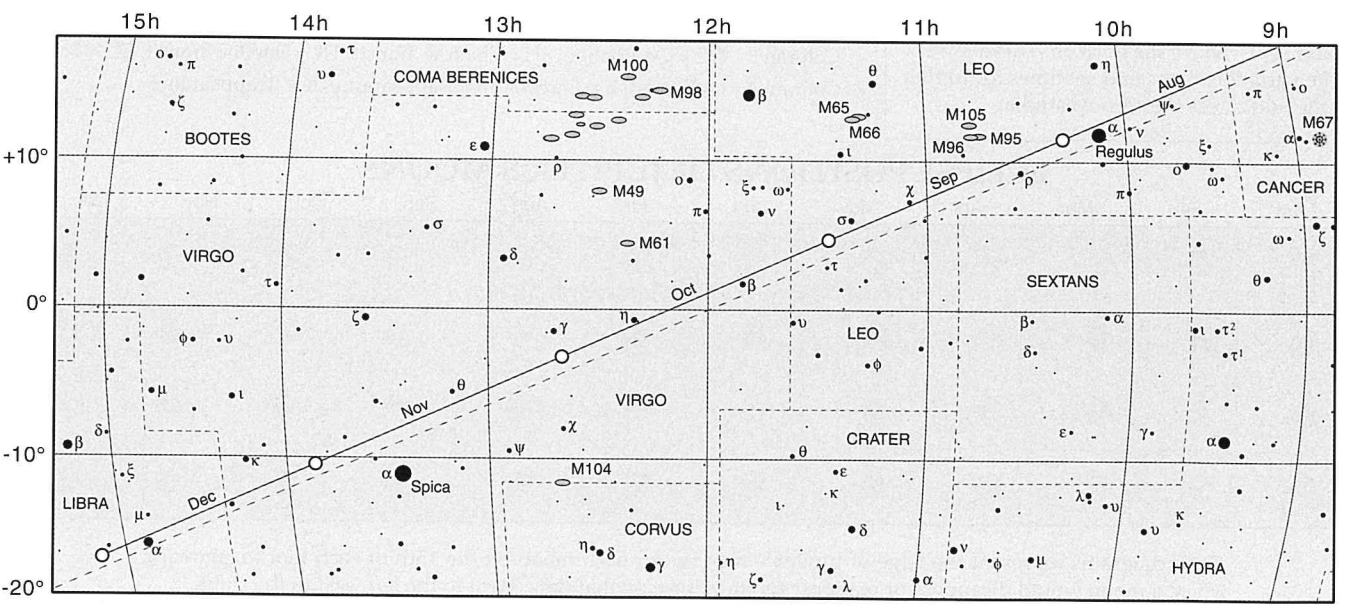 15h 14h 13h 12h 11h 10h 9h
ο π τ
υ COMA BERENICES M100 θ LEO η Aug
ζ M98 β ψ π ο
BOOTES M65 M66 M105 α ν M67
ε M96 M95 Regulus ξ α
+10° ρ ι Sep ρ ο κ
M49 ο ξ ω χ π ω CANCER
σ π ν σ
VIRGO M61 τ ω ζ
δ
τ Oct β SEXTANS θ
0° ζ η
φ υ γ υ LEO β α ι τ²
φ δ τ¹
μ ι θ VIRGO
Nov
β δ χ CRATER ε γ α
-10° κ ψ θ
ξ α Spica M104 ε
LIBRA Dec κ λ υ
μ ι κ
α CORVUS δ υ
η δ ν
γ η γ φ μ HYDRA
-20° ζ λ α